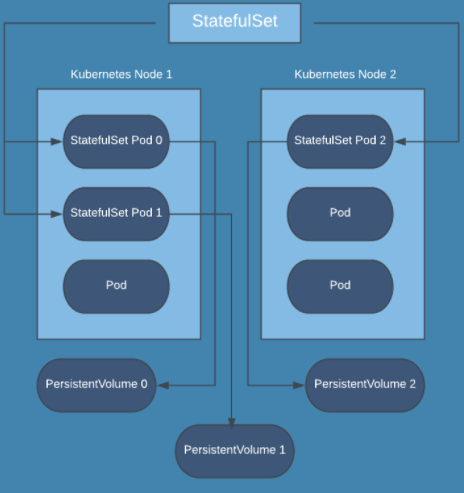 StatefulSet
Kubernetes Node 1
Kubernetes Node 2
StatefulSet Pod 0
StatefulSet Pod 2
StatefulSet Pod 1
Pod
Pod
Pod
PersistentVolume 0
PersistentVolume 2
PersistentVolume 1